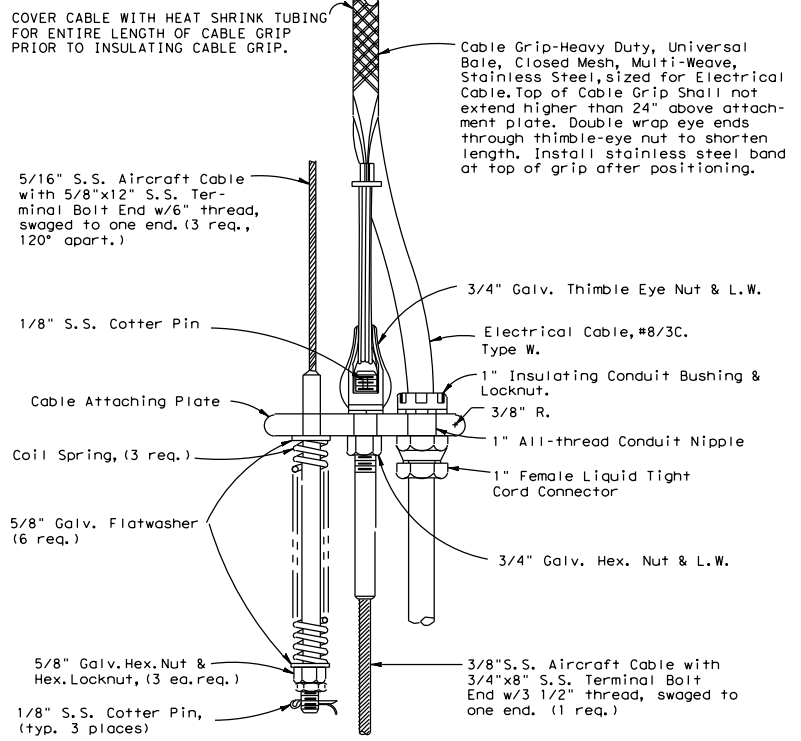 COVER CABLE WITH HEAT SHRINK TUBING
FOR ENTIRE LENGTH OF CABLE GRIP
PRIOR TO INSULATING CABLE GRIP.
Cable Grip-Heavy Duty, Universal
Bale, Closed Mesh, Multi-Weave,
Stainless Steel, sized for Electrical
Cable. Top of Cable Grip Shall not
extend higher than 24" above attach-
ment plate. Double wrap eye ends
through thimble-eye nut to shorten
length. Install stainless steel band
at top of grip after positioning.
5/16" S.S. Aircraft Cable
with 5/8"x12" S.S. Ter-
minal Bolt End w/6" thread,
swaged to one end. (3 req.,
120° apart.)
3/4" Galv. Thimble Eye Nut & L.W.
1/8" S.S. Cotter Pin
Electrical Cable, #8/3C.
Type W.
1" Insulating Conduit Bushing &
Locknut.
Cable Attaching Plate
3/8" R.
1" All-thread Conduit Nipple
Coil Spring, (3 req.)
1" Female Liquid Tight
Cord Connector
5/8" Galv. Flatwasher
(6 req.)
3/4" Galv. Hex. Nut & L.W.
5/8" Galv. Hex. Nut &
Hex. Locknut, (3 ea. req.)
3/8"S.S. Aircraft Cable with
3/4"x8" S.S. Terminal Bolt
End w/3 1/2" thread, swaged to
one end. (1 req.)
1/8" S.S. Cotter Pin,
(typ. 3 places)